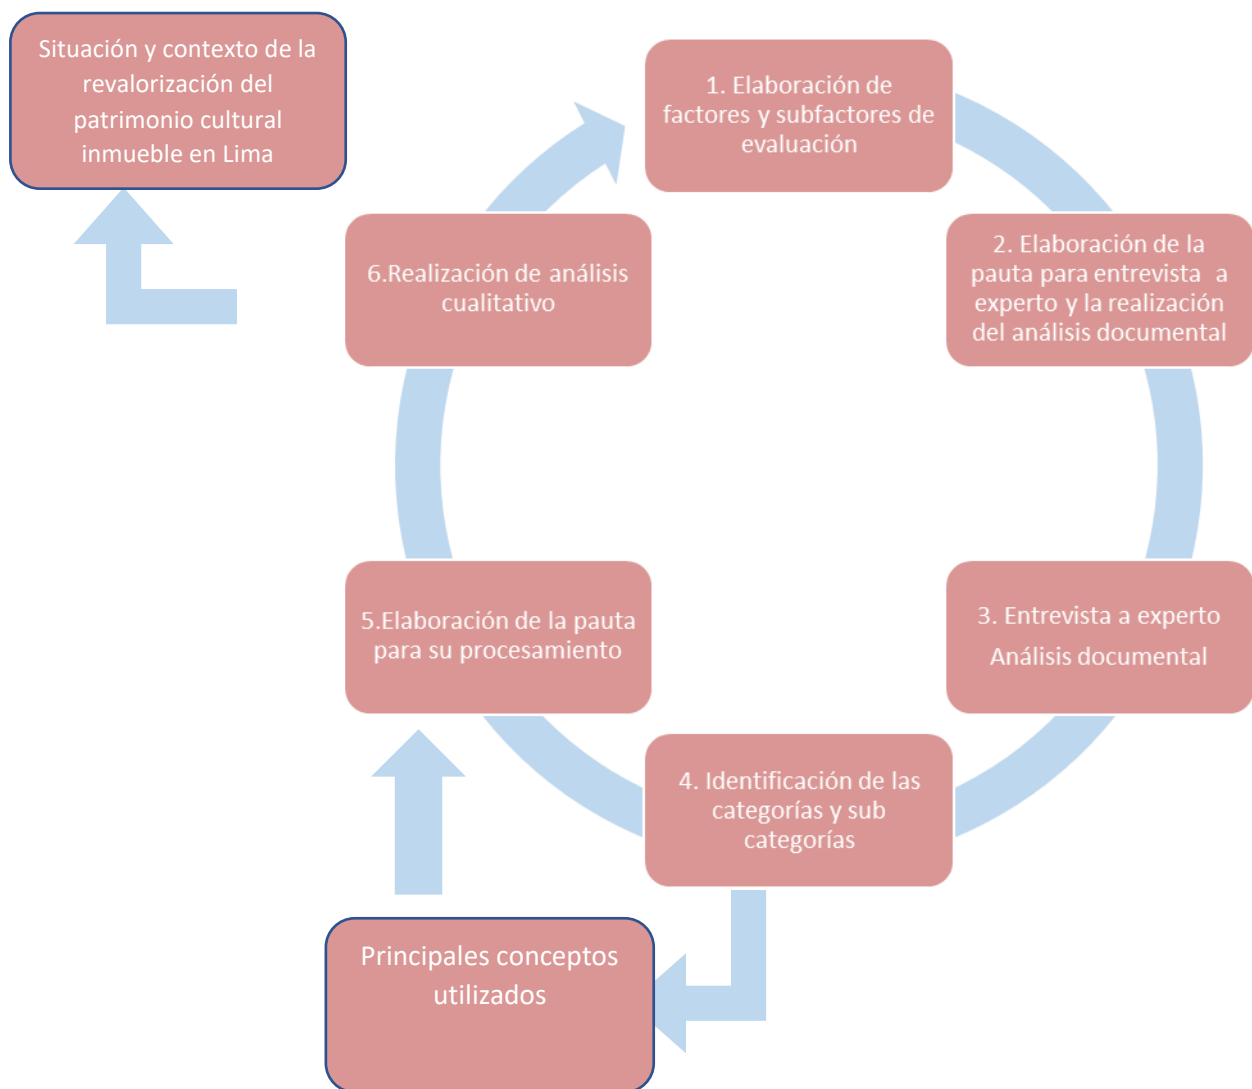 Situación y contexto de la
revalorización del
patrimonio cultural
inmueble en Lima
1. Elaboración de
factores y subfactores de
evaluación
2. Elaboración de la
pauta para entrevista a
experto y la realización
del análisis documental
3. Entrevista a experto
Análisis documental
4. Identificación de las
categorías y sub
categorías
5.Elaboración de la pauta
para su procesamiento
6.Realización de análisis
cualitativo
Principales conceptos
utilizados